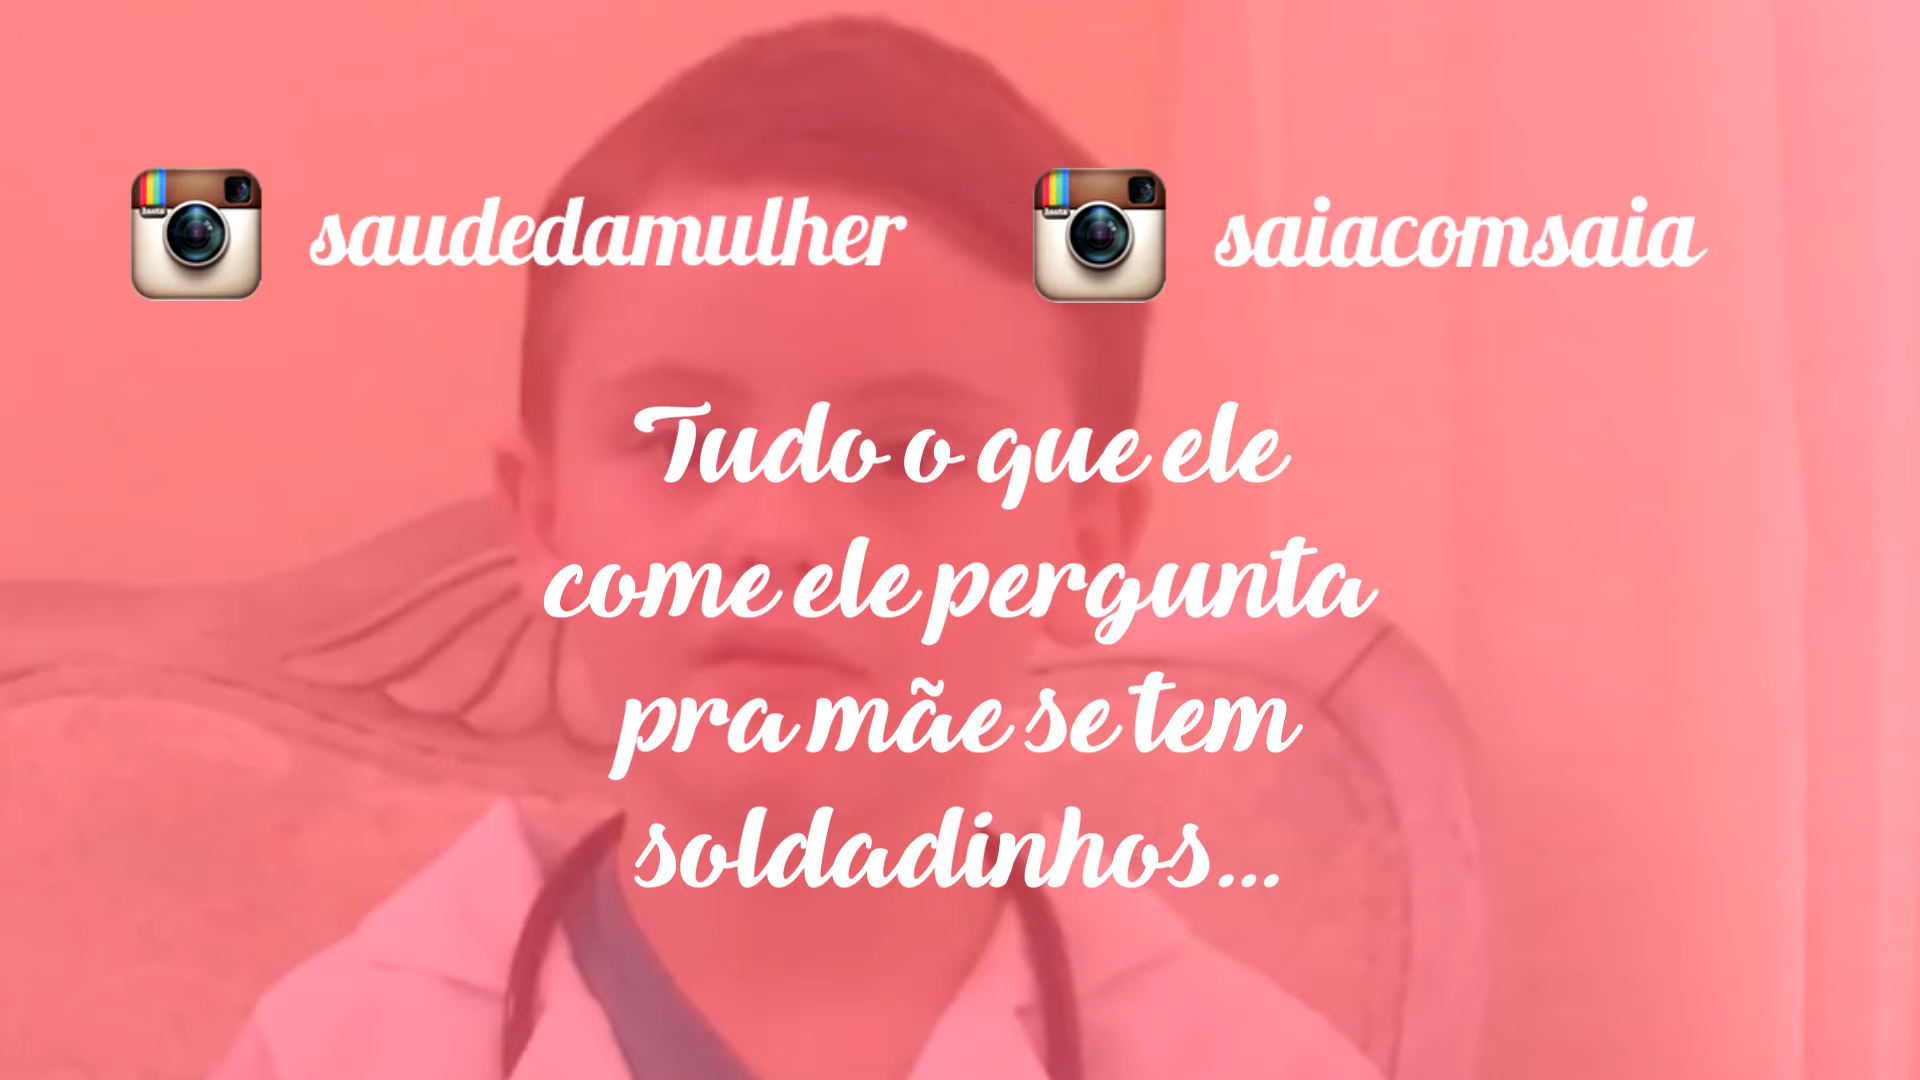 saudedamulher saiacomsaia
Tudo o que ele
come ele pergunta
pra mãe se tem
soldadinhos...